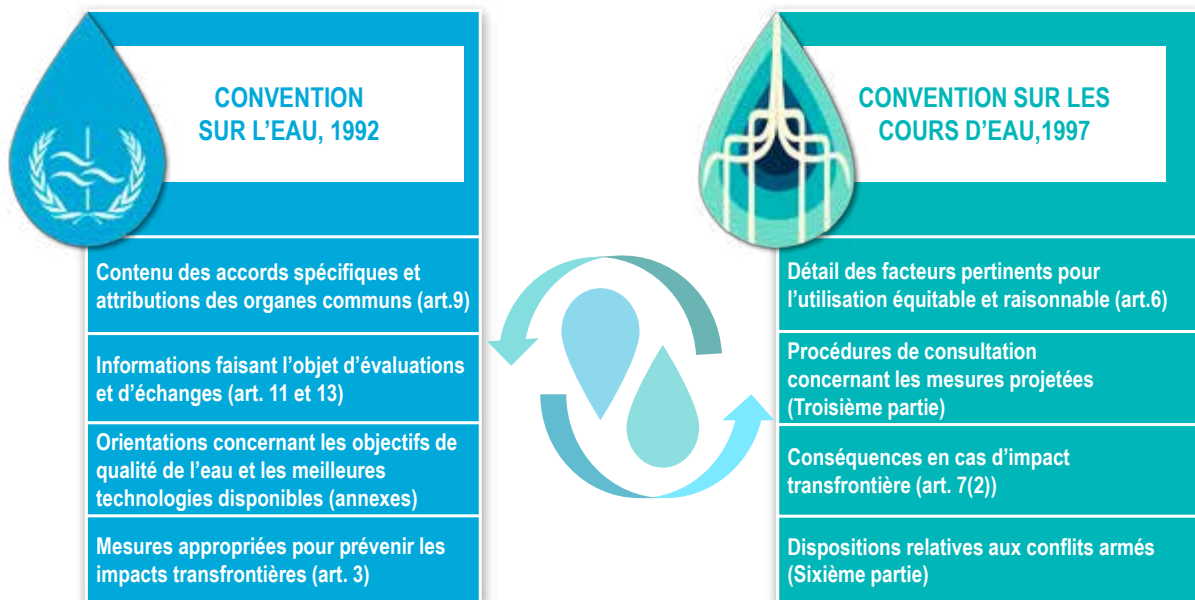 CONVENTION
SUR L'EAU, 1992
Contenu des accords spécifiques et
attributions des organes communs (art.9)
Informations faisant l'objet d'évaluations
et d'échanges (art. 11 et 13)
Orientations concernant les objectifs de
qualité de l'eau et les meilleures
technologies disponibles (annexes)
Mesures appropriées pour prévenir les
impacts transfrontières (art. 3)
CONVENTION SUR LES
COURS D'EAU,1997
Détail des facteurs pertinents pour
l'utilisation équitable et raisonnable (art.6)
Procédures de consultation
concernant les mesures projetées
(Troisième partie)
Conséquences en cas d'impact
transfrontière (art. 7(2))
Dispositions relatives aux conflits armés
(Sixième partie)